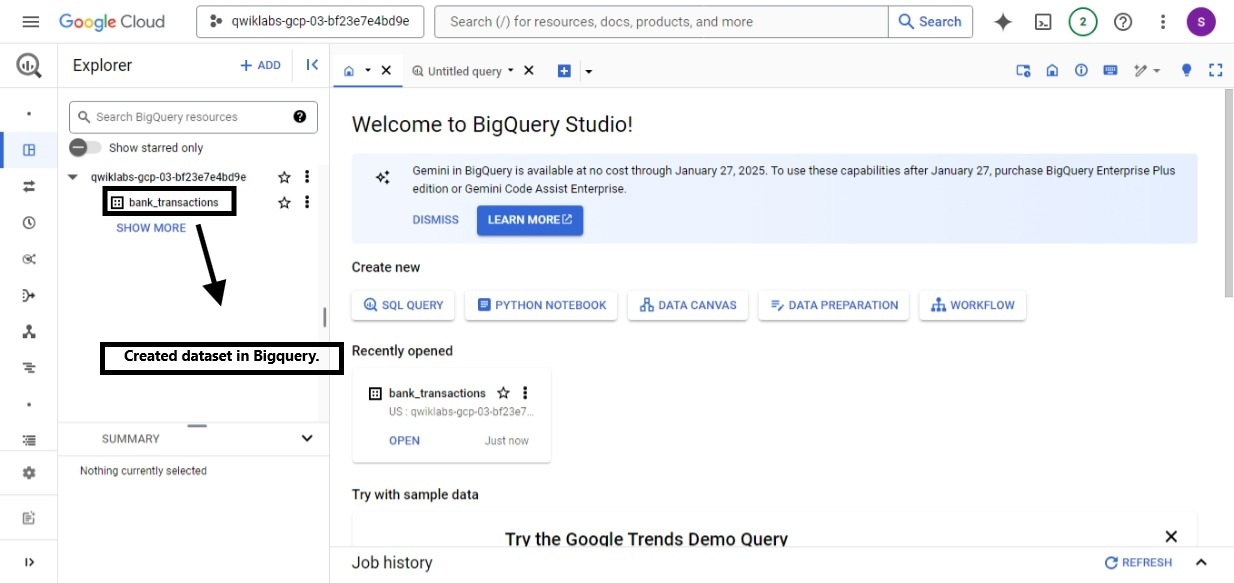 Google Cloud
qwiklabs-gcp-03-bf23e7e4bd9e
Search (/) for resources, docs, products, and more
Search
2
S
Explorer
+ ADD
Untitled query
Search BigQuery resources
Show starred only
qwiklabs-gcp-03-bf23e7e4bd9e
bank_transactions
SHOW MORE
Created dataset in Bigquery.
SUMMARY
Nothing currently selected
Welcome to BigQuery Studio!
Gemini in BigQuery is available at no cost through January 27, 2025. To use these capabilities after January 27, purchase BigQuery Enterprise Plus
edition or Gemini Code Assist Enterprise.
DISMISS
LEARN MORE
Create new
SQL QUERY
PYTHON NOTEBOOK
DATA CANVAS
DATA PREPARATION
WORKFLOW
Recently opened
bank_transactions
US : qwiklabs-gcp-03-bf23e7...
OPEN
Just now
Try with sample data
Try the Google Trends Demo Query
Job history
REFRESH